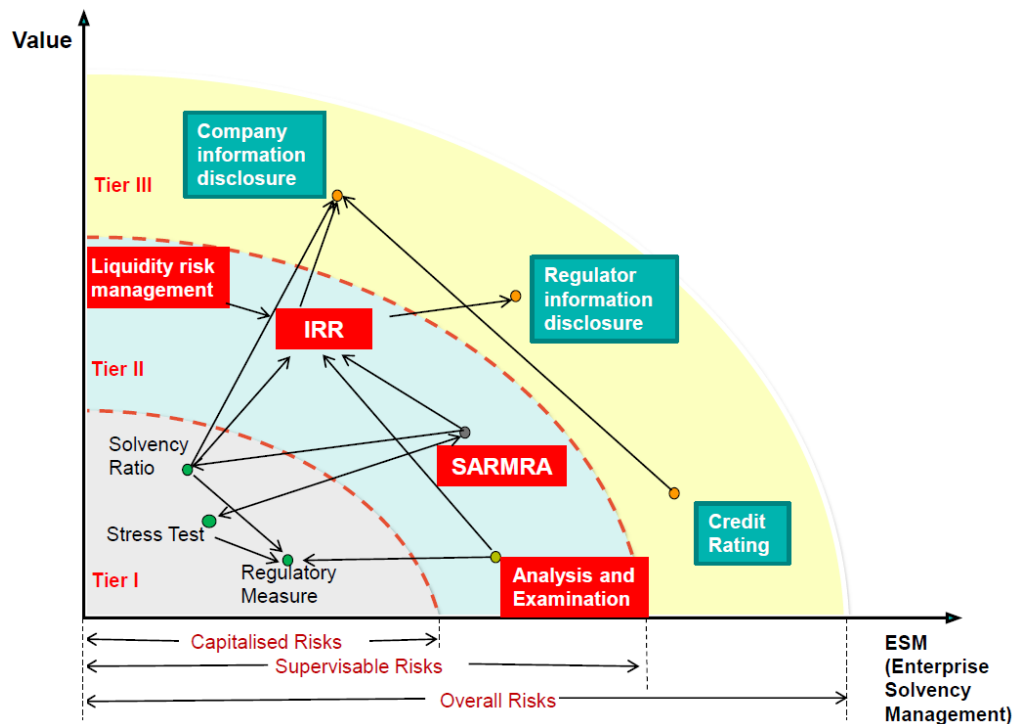 Value
Company
information
disclosure
Tier III
Liquidity risk
management
Regulator
information
disclosure
IRR
Tier II
Solvency
Ratio
SARMRA
Stress Test
Credit
Rating
Tier I
Regulatory
Measure
Analysis and
Examination
Capitalised Risks
Supervisable Risks
Overall Risks
ESM
(Enterprise
Solvency
Management)